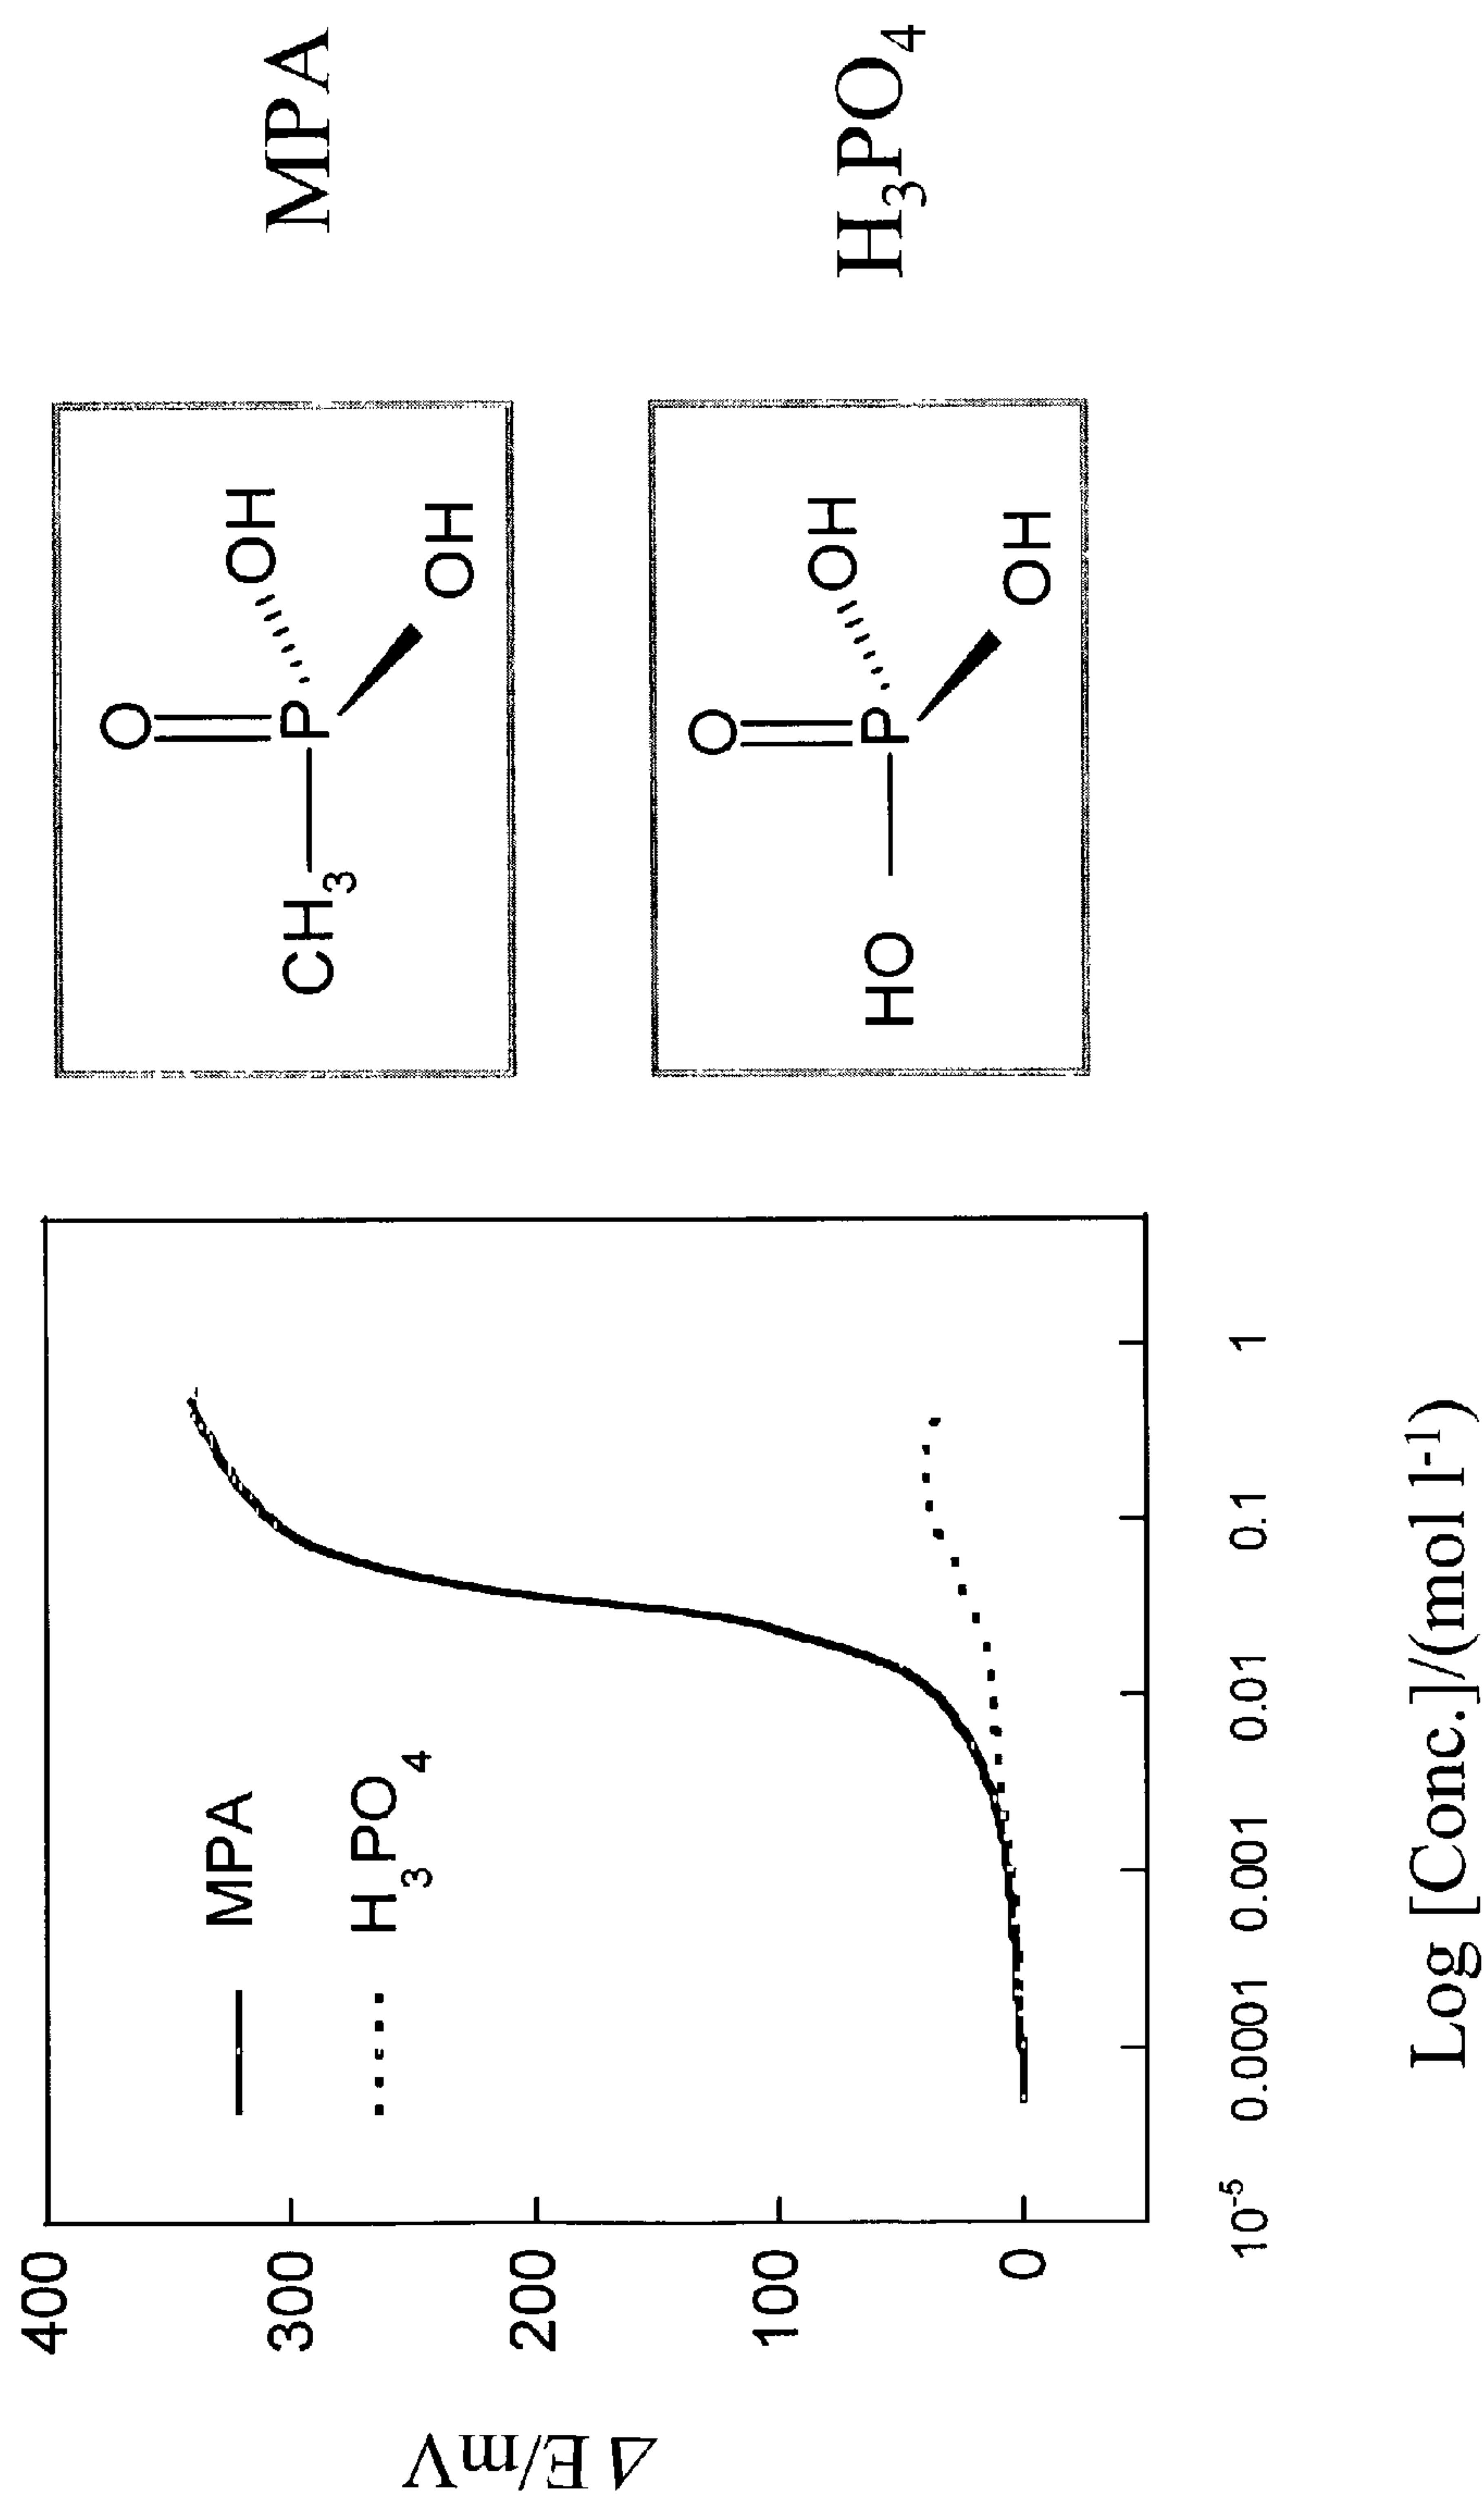 ΔE/mV
400
300
200
100
0
MPA
H3PO4
10-5 0.0001 0.001 0.01 0.1 1
Log [Conc.]/(mol l-1)
O
CH3 P OH
OH
MPA
O
HO P OH
OH
H3PO4